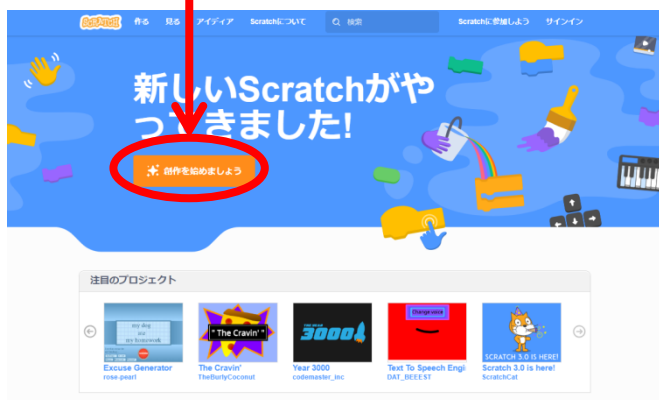 SCRATCH 作る 見る アイディア Scratchについて 検索 Scratchに参加しよう サインイン
新しいScratchがや
ってきました!
創作を始めましょう
注目のプロジェクト
my dog
my homework
"The Cravin'"
THE YEAR
3000
Change voice
SCRATCH 3.0 IS HERE!
Excuse Generator The Cravin' Year 3000 Text To Speech Engi Scratch 3.0 is here!
rose-pearl TheBurlyCoconut codemaster_inc DAT_BEEEST ScratchCat